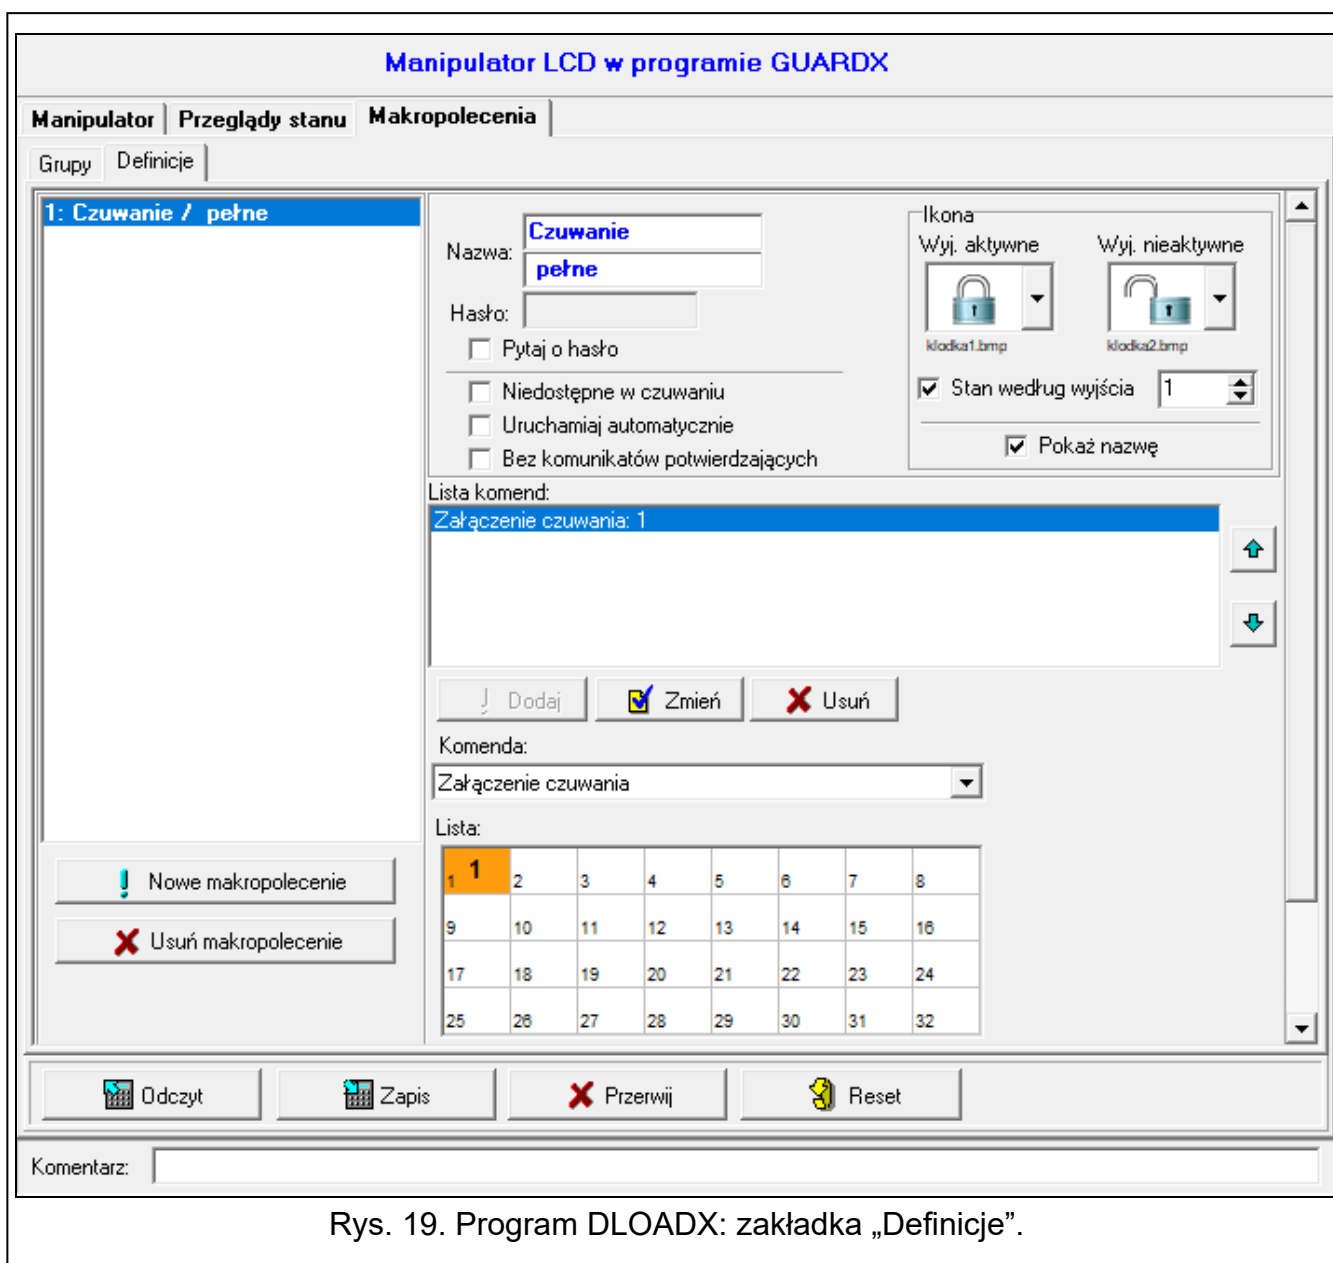 Manipulator LCD w programie GUARDX
Manipulator Przeglądy stanu Makropolecenia
Grupy Definicje
1: Czuwanie / pełne
Nazwa: Czuwanie
pełne
Hasło:
Pytaj o hasło
Niedostępne w czuwaniu
Uruchamiaj automatycznie
Bez komunikatów potwierdzających
Ikona
Wyj. aktywne Wyj. nieaktywne
klodka1.bmp klodka2.bmp
Stan według wyjścia 1
Pokaż nazwę
Lista komend:
Załączenie czuwania: 1
Dodaj Zmień Usuń
Komenda:
Załączenie czuwania
Lista:
1 1 2 3 4 5 6 7 8
9 10 11 12 13 14 15 16
17 18 19 20 21 22 23 24
25 26 27 28 29 30 31 32
Nowe makropolecenie
Usuń makropolecenie
Odczyt Zapis Przerwij Reset
Komentarz:
Rys. 19. Program DLOADX: zakładka „Definicje”.